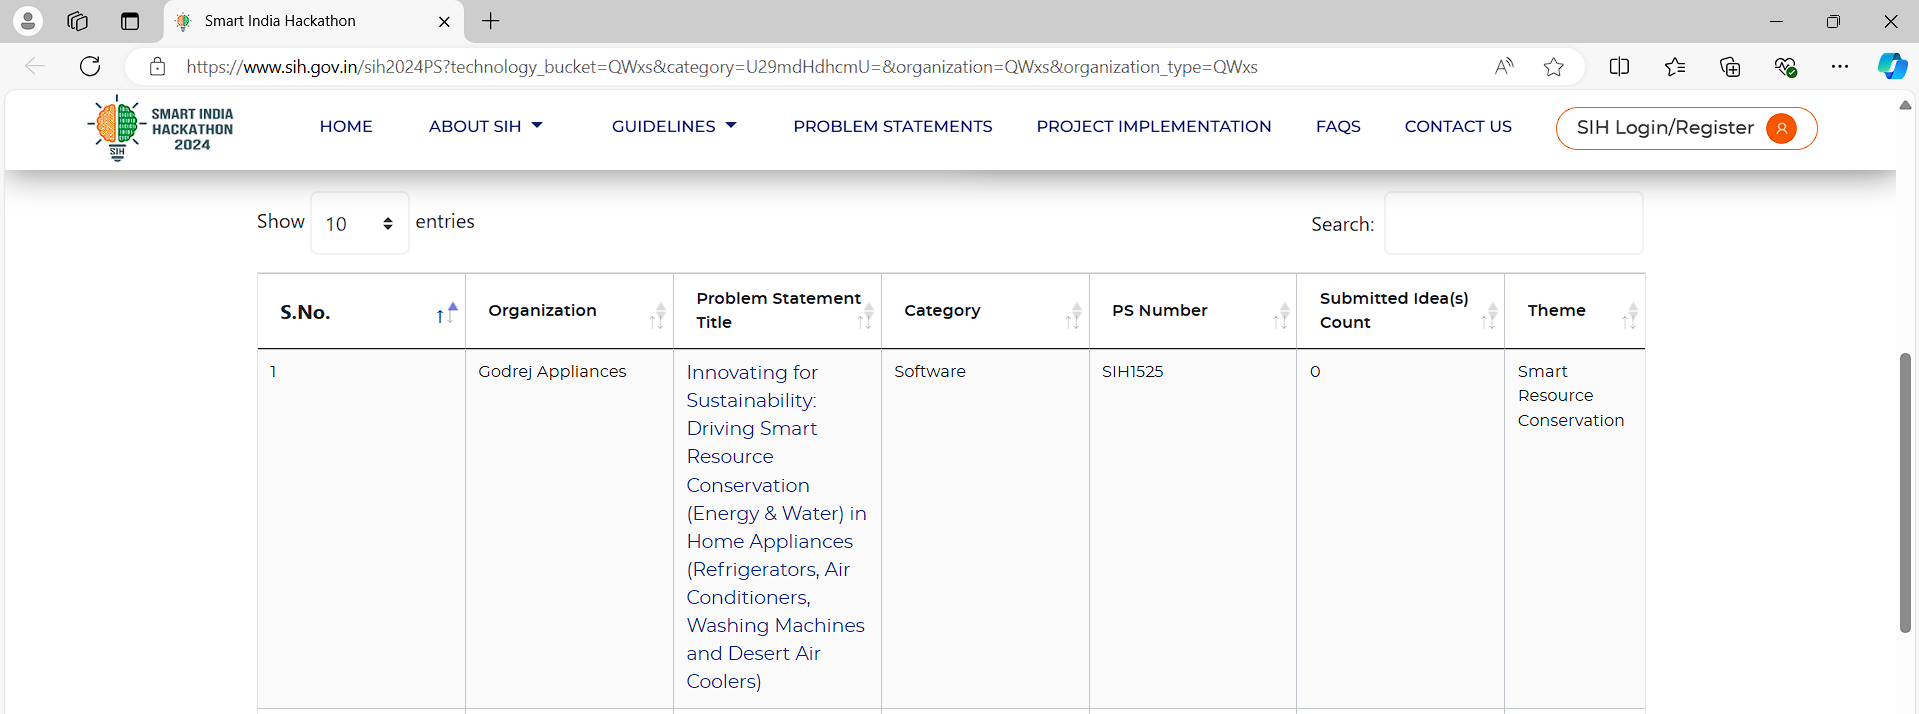 Smart India Hackathon
https://www.sih.gov.in/sih2024PS?technology_bucket=QWxs&category=U29mdHdhcmU=&organization=QWxs&organization_type=QWxs
SIH
SMART INDIA
HACKATHON
2024
HOME
ABOUT SIH
GUIDELINES
PROBLEM STATEMENTS
PROJECT IMPLEMENTATION
FAQS
CONTACT US
SIH Login/Register
Show 10 entries
Search:
S.No.
Organization
Problem Statement
Title
Category
PS Number
Submitted Idea(s)
Count
Theme
1
Godrej Appliances
Innovating for
Sustainability:
Driving Smart
Resource
Conservation
(Energy & Water) in
Home Appliances
(Refrigerators, Air
Conditioners,
Washing Machines
and Desert Air
Coolers)
Software
SIH1525
0
Smart
Resource
Conservation